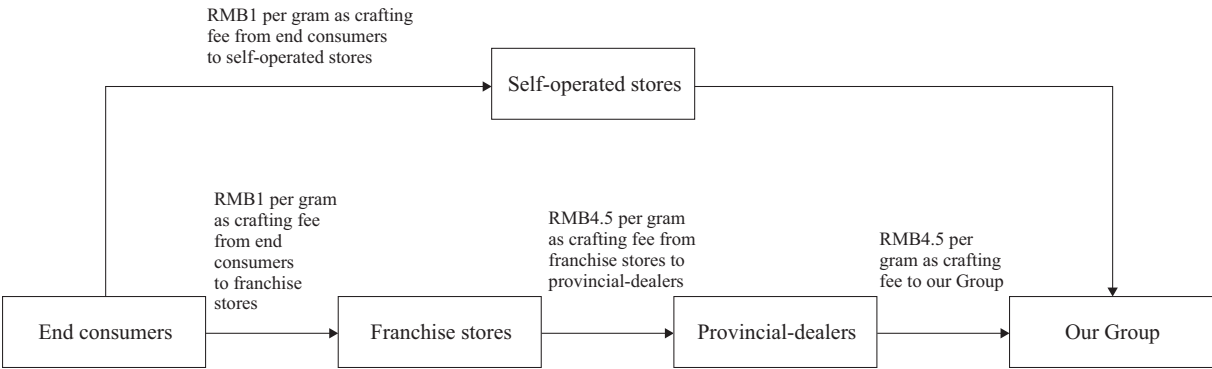 RMB1 per gram as crafting
fee from end consumers
to self-operated stores
Self-operated stores
RMB1 per gram
as crafting fee
from end
consumers
to franchise
stores
RMB4.5 per gram
as crafting fee from
franchise stores to
provincial-dealers
RMB4.5 per
gram as crafting
fee to our Group
End consumers
Franchise stores
Provincial-dealers
Our Group